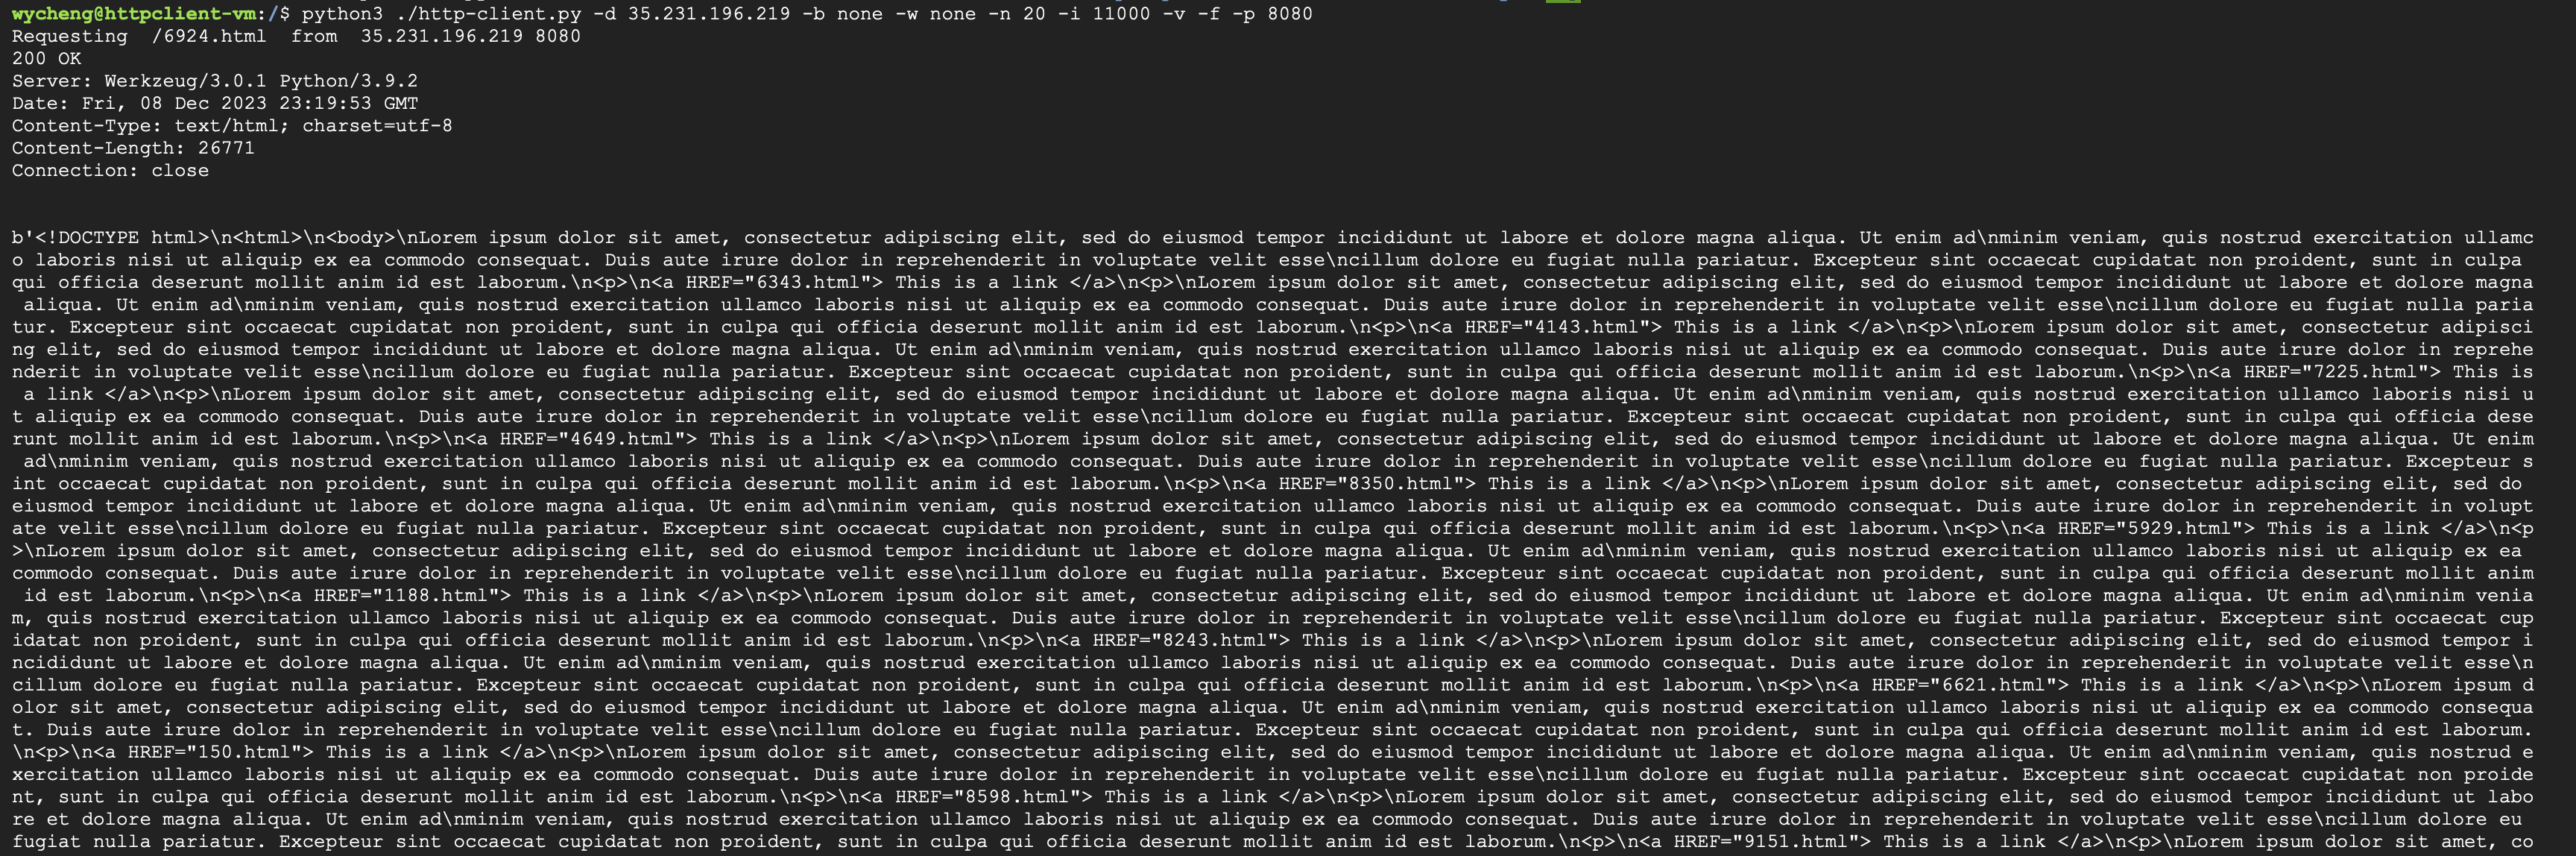 wycheng@httpclient-vm:/$ python3 ./http-client.py -d 35.231.196.219 -b none -w none -n 20 -i 11000 -v -f -p 8080
Requesting  /6924.html  from  35.231.196.219 8080
200 OK
Server: Werkzeug/3.0.1 Python/3.9.2
Date: Fri, 08 Dec 2023 23:19:53 GMT
Content-Type: text/html; charset=utf-8
Content-Length: 26771
Connection: close
b'<!DOCTYPE html>\n<html>\n<body>\nLorem ipsum dolor sit amet, consectetur adipiscing elit, sed do eiusmod tempor incididunt ut labore et dolore magna aliqua. Ut enim ad\nminim veniam, quis nostrud exercitation ullamc
o laboris nisi ut aliquip ex ea commodo consequat. Duis aute irure dolor in reprehenderit in voluptate velit esse\ncillum dolore eu fugiat nulla pariatur. Excepteur sint occaecat cupidatat non proident, sunt in culpa
qui officia deserunt mollit anim id est laborum.\n<p>\n<a HREF="6343.html"> This is a link </a>\n<p>\nLorem ipsum dolor sit amet, consectetur adipiscing elit, sed do eiusmod tempor incididunt ut labore et dolore magna
 aliqua. Ut enim ad\nminim veniam, quis nostrud exercitation ullamco laboris nisi ut aliquip ex ea commodo consequat. Duis aute irure dolor in reprehenderit in voluptate velit esse\ncillum dolore eu fugiat nulla paria
tur. Excepteur sint occaecat cupidatat non proident, sunt in culpa qui officia deserunt mollit anim id est laborum.\n<p>\n<a HREF="4143.html"> This is a link </a>\n<p>\nLorem ipsum dolor sit amet, consectetur adipisci
ng elit, sed do eiusmod tempor incididunt ut labore et dolore magna aliqua. Ut enim ad\nminim veniam, quis nostrud exercitation ullamco laboris nisi ut aliquip ex ea commodo consequat. Duis aute irure dolor in reprehe
nderit in voluptate velit esse\ncillum dolore eu fugiat nulla pariatur. Excepteur sint occaecat cupidatat non proident, sunt in culpa qui officia deserunt mollit anim id est laborum.\n<p>\n<a HREF="7225.html"> This is
 a link </a>\n<p>\nLorem ipsum dolor sit amet, consectetur adipiscing elit, sed do eiusmod tempor incididunt ut labore et dolore magna aliqua. Ut enim ad\nminim veniam, quis nostrud exercitation ullamco laboris nisi u
t aliquip ex ea commodo consequat. Duis aute irure dolor in reprehenderit in voluptate velit esse\ncillum dolore eu fugiat nulla pariatur. Excepteur sint occaecat cupidatat non proident, sunt in culpa qui officia dese
runt mollit anim id est laborum.\n<p>\n<a HREF="4649.html"> This is a link </a>\n<p>\nLorem ipsum dolor sit amet, consectetur adipiscing elit, sed do eiusmod tempor incididunt ut labore et dolore magna aliqua. Ut enim
 ad\nminim veniam, quis nostrud exercitation ullamco laboris nisi ut aliquip ex ea commodo consequat. Duis aute irure dolor in reprehenderit in voluptate velit esse\ncillum dolore eu fugiat nulla pariatur. Excepteur s
int occaecat cupidatat non proident, sunt in culpa qui officia deserunt mollit anim id est laborum.\n<p>\n<a HREF="8350.html"> This is a link </a>\n<p>\nLorem ipsum dolor sit amet, consectetur adipiscing elit, sed do
eiusmod tempor incididunt ut labore et dolore magna aliqua. Ut enim ad\nminim veniam, quis nostrud exercitation ullamco laboris nisi ut aliquip ex ea commodo consequat. Duis aute irure dolor in reprehenderit in volupt
ate velit esse\ncillum dolore eu fugiat nulla pariatur. Excepteur sint occaecat cupidatat non proident, sunt in culpa qui officia deserunt mollit anim id est laborum.\n<p>\n<a HREF="5929.html"> This is a link </a>\n<p
>\nLorem ipsum dolor sit amet, consectetur adipiscing elit, sed do eiusmod tempor incididunt ut labore et dolore magna aliqua. Ut enim ad\nminim veniam, quis nostrud exercitation ullamco laboris nisi ut aliquip ex ea
commodo consequat. Duis aute irure dolor in reprehenderit in voluptate velit esse\ncillum dolore eu fugiat nulla pariatur. Excepteur sint occaecat cupidatat non proident, sunt in culpa qui officia deserunt mollit anim
 id est laborum.\n<p>\n<a HREF="1188.html"> This is a link </a>\n<p>\nLorem ipsum dolor sit amet, consectetur adipiscing elit, sed do eiusmod tempor incididunt ut labore et dolore magna aliqua. Ut enim ad\nminim venia
m, quis nostrud exercitation ullamco laboris nisi ut aliquip ex ea commodo consequat. Duis aute irure dolor in reprehenderit in voluptate velit esse\ncillum dolore eu fugiat nulla pariatur. Excepteur sint occaecat cup
idatat non proident, sunt in culpa qui officia deserunt mollit anim id est laborum.\n<p>\n<a HREF="8243.html"> This is a link </a>\n<p>\nLorem ipsum dolor sit amet, consectetur adipiscing elit, sed do eiusmod tempor i
ncididunt ut labore et dolore magna aliqua. Ut enim ad\nminim veniam, quis nostrud exercitation ullamco laboris nisi ut aliquip ex ea commodo consequat. Duis aute irure dolor in reprehenderit in voluptate velit esse\n
cillum dolore eu fugiat nulla pariatur. Excepteur sint occaecat cupidatat non proident, sunt in culpa qui officia deserunt mollit anim id est laborum.\n<p>\n<a HREF="6621.html"> This is a link </a>\n<p>\nLorem ipsum d
olor sit amet, consectetur adipiscing elit, sed do eiusmod tempor incididunt ut labore et dolore magna aliqua. Ut enim ad\nminim veniam, quis nostrud exercitation ullamco laboris nisi ut aliquip ex ea commodo consequa
t. Duis aute irure dolor in reprehenderit in voluptate velit esse\ncillum dolore eu fugiat nulla pariatur. Excepteur sint occaecat cupidatat non proident, sunt in culpa qui officia deserunt mollit anim id est laborum.
\n<p>\n<a HREF="150.html"> This is a link </a>\n<p>\nLorem ipsum dolor sit amet, consectetur adipiscing elit, sed do eiusmod tempor incididunt ut labore et dolore magna aliqua. Ut enim ad\nminim veniam, quis nostrud e
xercitation ullamco laboris nisi ut aliquip ex ea commodo consequat. Duis aute irure dolor in reprehenderit in voluptate velit esse\ncillum dolore eu fugiat nulla pariatur. Excepteur sint occaecat cupidatat non proide
nt, sunt in culpa qui officia deserunt mollit anim id est laborum.\n<p>\n<a HREF="8598.html"> This is a link </a>\n<p>\nLorem ipsum dolor sit amet, consectetur adipiscing elit, sed do eiusmod tempor incididunt ut labo
re et dolore magna aliqua. Ut enim ad\nminim veniam, quis nostrud exercitation ullamco laboris nisi ut aliquip ex ea commodo consequat. Duis aute irure dolor in reprehenderit in voluptate velit esse\ncillum dolore eu
fugiat nulla pariatur. Excepteur sint occaecat cupidatat non proident, sunt in culpa qui officia deserunt mollit anim id est laborum.\n<p>\n<a HREF="9151.html"> This is a link </a>\n<p>\nLorem ipsum dolor sit amet, co